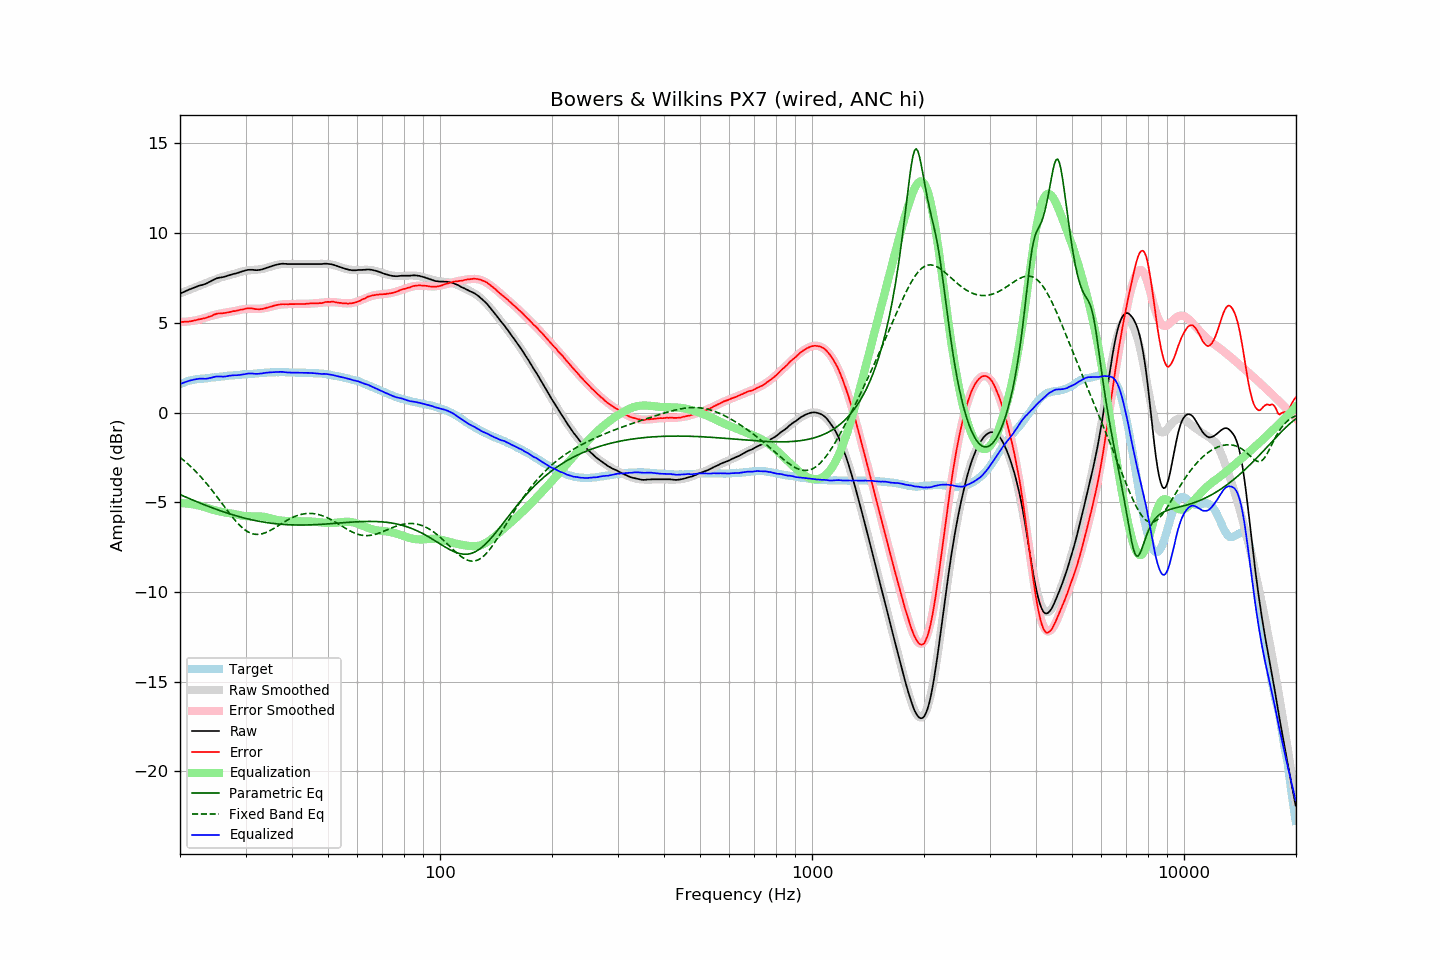 Bowers & Wilkins PX7 (wired, ANC hi)
15
10
5
0
−5
−10
−15
−20
Amplitude (dBr)
Target
Raw Smoothed
Error Smoothed
Raw
Error
Equalization
Parametric Eq
Fixed Band Eq
Equalized
100 1000 10000
Frequency (Hz)